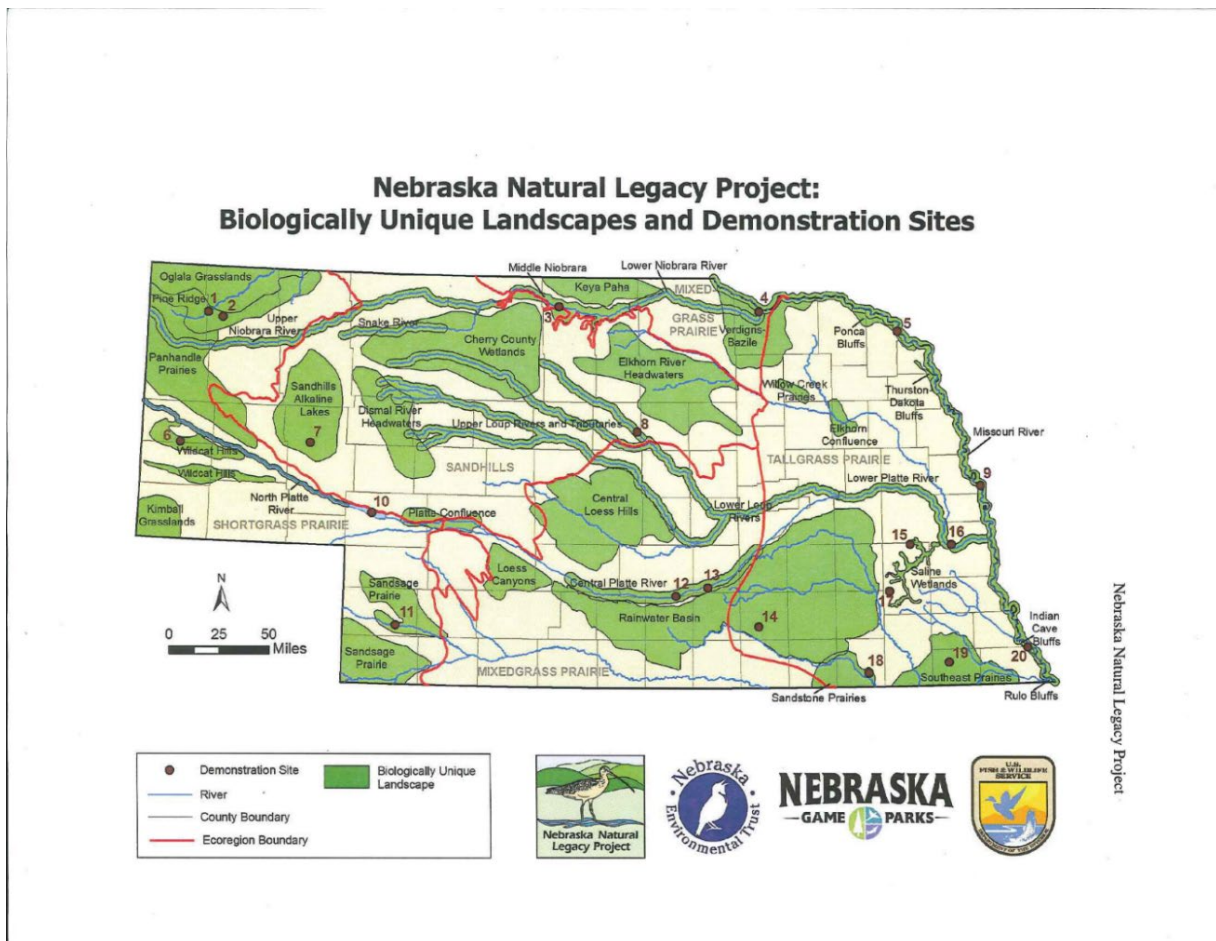 Nebraska Natural Legacy Project:
Biologically Unique Landscapes and Demonstration Sites
Middle Niobrara
Lower Niobrara River
Oglala Grasslands
Keya Paha
MIXED
GRASS
PRAIRIE
Pine Ridge
1
2
3
4
5
Upper
Niobrara River
Snake River
Verdigris-
Bazile
Ponca
Bluffs
Cherry County
Wetlands
Panhandle
Prairies
Elkhorn River
Headwaters
Sandhills
Alkaline
Lakes
Willow Creek
Prairies
Thurston
Dakota
Bluffs
Dismal River
Headwaters
Upper Loup Rivers and Tributaries
Elkhorn
Confluence
6
7
8
Missouri River
Wildcat Hills
SANDHILLS
TALLGRASS PRAIRIE
Wildcat Hills
Lower Platte River
9
North Platte
River
10
Central
Loess Hills
Lower Loup
Rivers
Kimball
Grasslands
SHORTGRASS PRAIRIE
Platte Confluence
15
16
Loess
Canyons
Saline
Wetlands
N
Sandsage
Prairie
Central Platte River
12
13
17
Rainwater Basin
11
14
Indian
Cave
Bluffs
0 25 50
Miles
Sandsage
Prairie
MIXEDGRASS PRAIRIE
18
19
20
Southeast Prairies
Sandstone Prairies
Rulo Bluffs
Nebraska Natural Legacy Project
Demonstration Site
Biologically Unique
Landscape
River
County Boundary
Ecoregion Boundary
Nebraska Natural
Legacy Project
Nebraska
Environmental Trust
NEBRASKA
GAME PARKS
U.S.
FISH & WILDLIFE
SERVICE